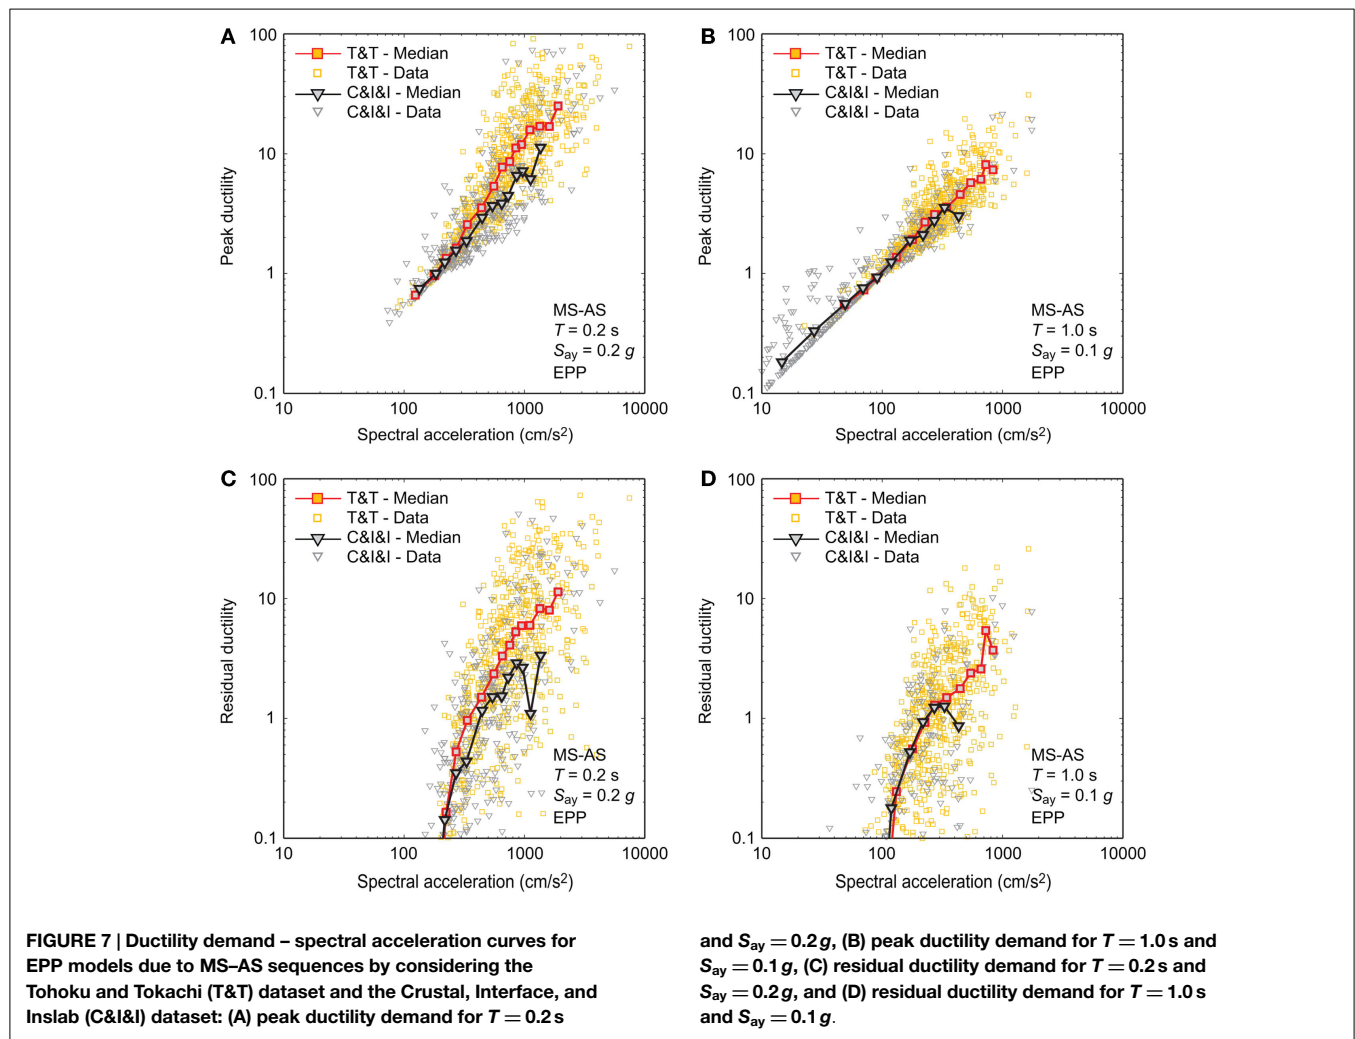 A
100
10
1
0.1
Peak ductility
T&T - Median
T&T - Data
C&I&I - Median
C&I&I - Data
MS-AS
T = 0.2 s
Say = 0.2 g
EPP
10 100 1000 10000
Spectral acceleration (cm/s²)
B
100
10
1
0.1
Peak ductility
T&T - Median
T&T - Data
C&I&I - Median
C&I&I - Data
MS-AS
T = 1.0 s
Say = 0.1 g
EPP
10 100 1000 10000
Spectral acceleration (cm/s²)
C
100
10
1
0.1
Residual ductility
T&T - Median
T&T - Data
C&I&I - Median
C&I&I - Data
MS-AS
T = 0.2 s
Say = 0.2 g
EPP
10 100 1000 10000
Spectral acceleration (cm/s²)
D
100
10
1
0.1
Residual ductility
T&T - Median
T&T - Data
C&I&I - Median
C&I&I - Data
MS-AS
T = 1.0 s
Say = 0.1 g
EPP
10 100 1000 10000
Spectral acceleration (cm/s²)
FIGURE 7 | Ductility demand – spectral acceleration curves for
EPP models due to MS–AS sequences by considering the
Tohoku and Tokachi (T&T) dataset and the Crustal, Interface, and
Inslab (C&I&I) dataset: (A) peak ductility demand for T = 0.2 s
and Say = 0.2 g, (B) peak ductility demand for T = 1.0 s and
Say = 0.1 g, (C) residual ductility demand for T = 0.2 s and
Say = 0.2 g, and (D) residual ductility demand for T = 1.0 s
and Say = 0.1 g.